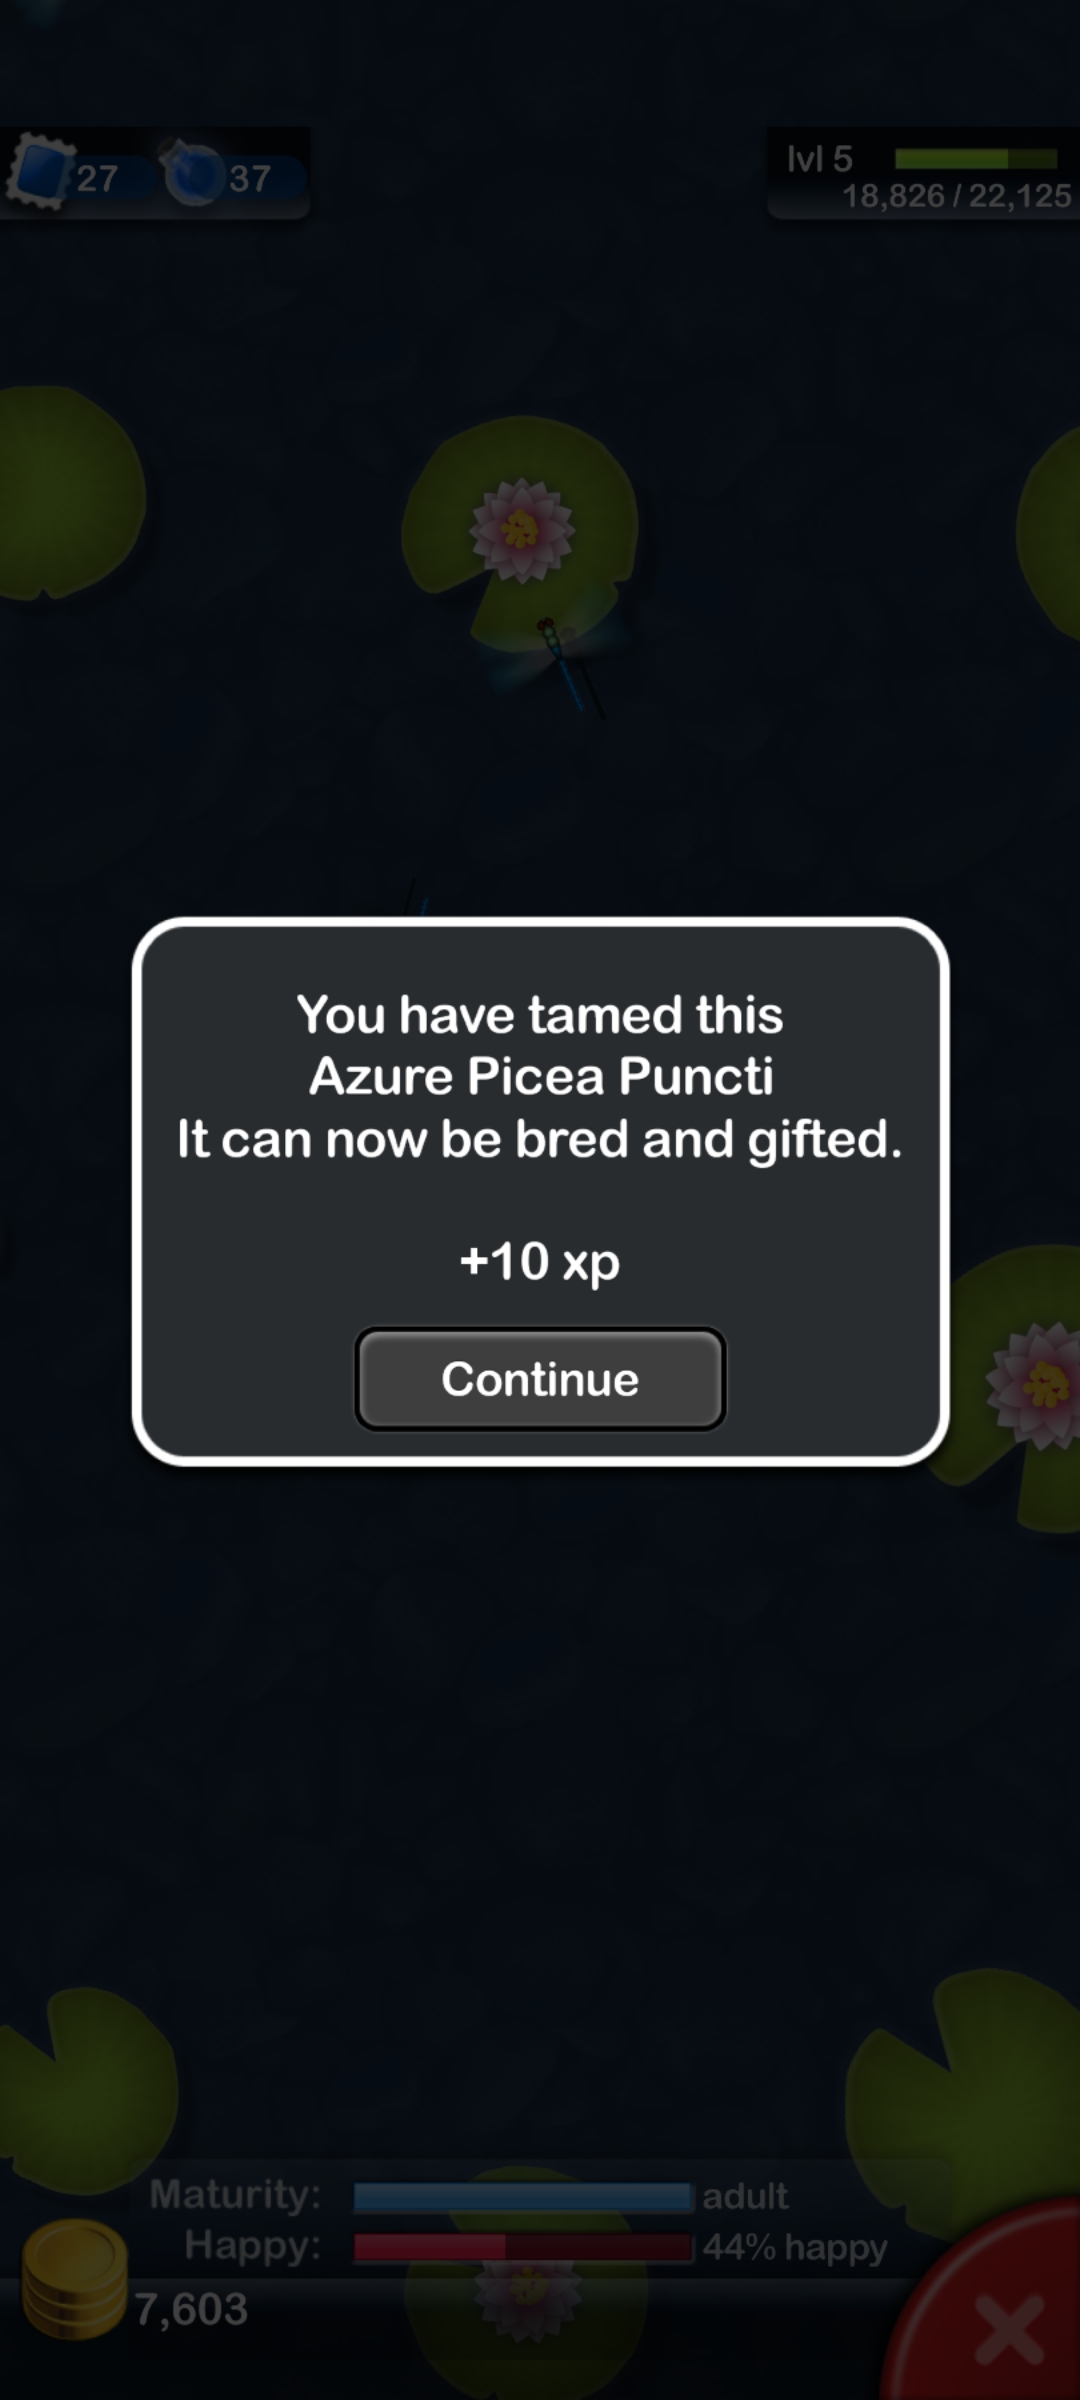 27
37
lvl 5
18,826 / 22,125
You have tamed this
Azure Picea Puncti
It can now be bred and gifted.
+10 xp
Continue
Maturity: adult
Happy: 44% happy
7,603